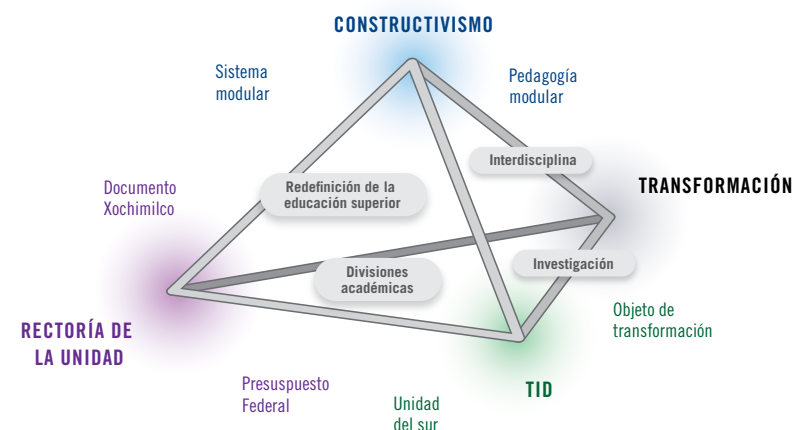 CONSTRUCTIVISMO
Sistema
modular
Pedagogía
modular
Interdisciplina
TRANSFORMACIÓN
Documento
Xochimilco
Redefinición de la
educación superior
Divisiones
académicas
Investigación
Objeto de
transformación
RECTORÍA DE
LA UNIDAD
Presuspuesto
Federal
TID
Unidad
del sur